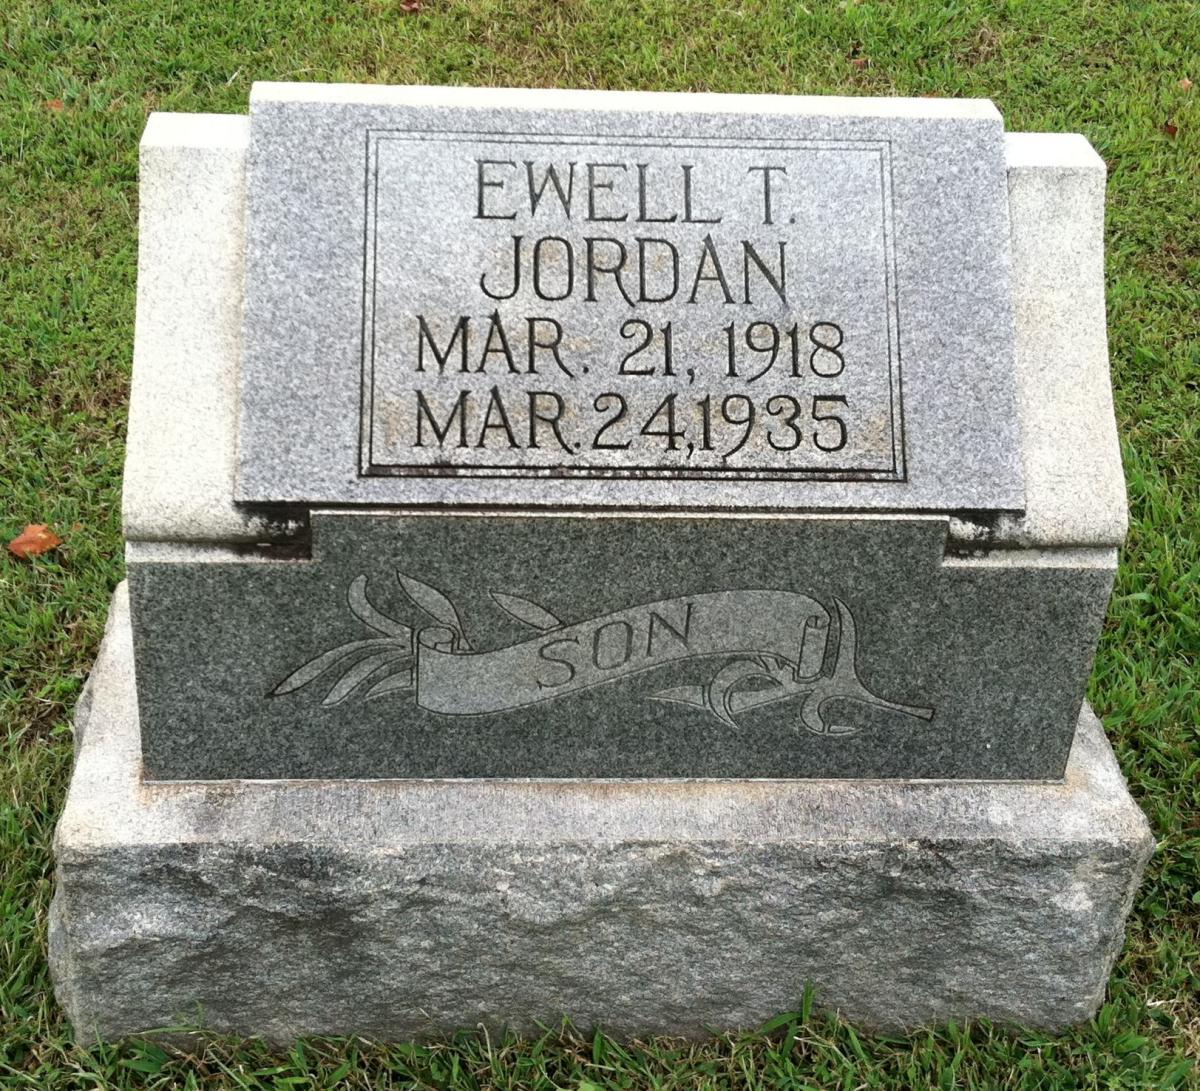 EWELL T.
JORDAN
MAR. 21, 1918
MAR. 24, 1935
SON